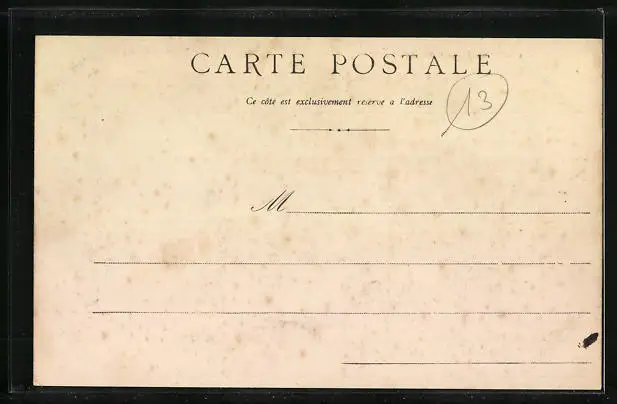 CARTE POSTALE
Ce côté est exclusivement réservé a l'adresse
13
M